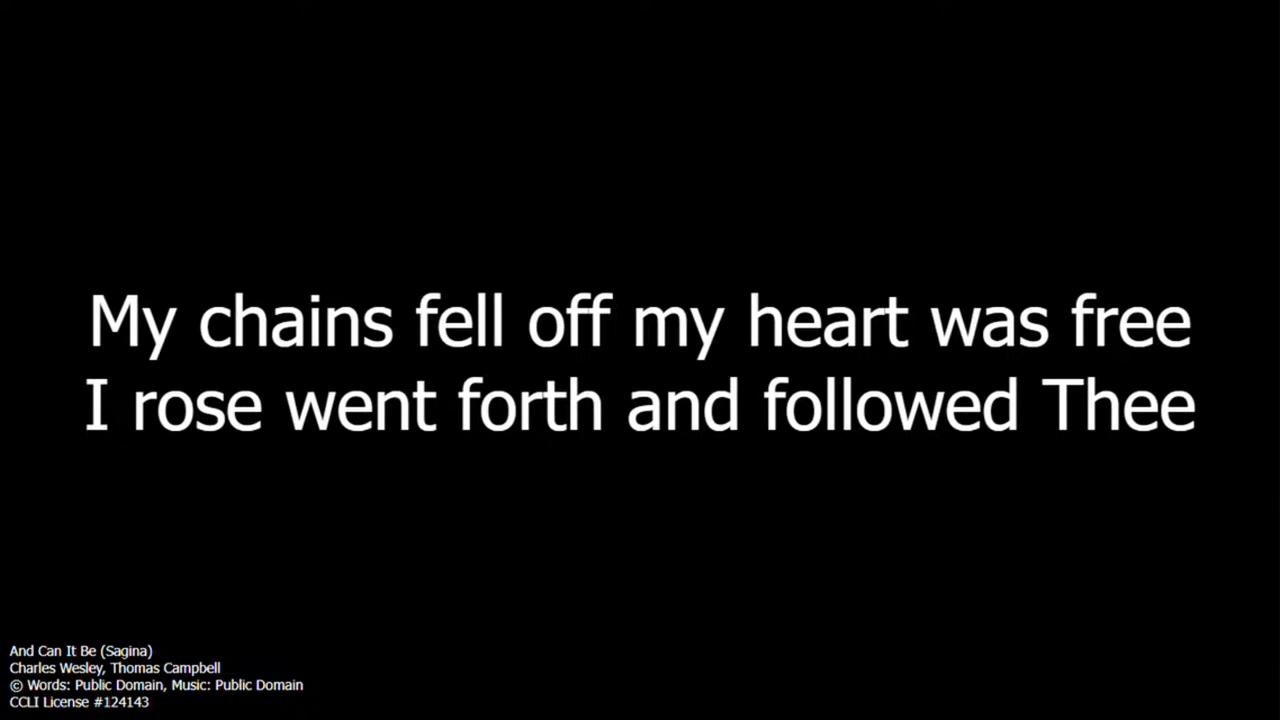 My chains fell off my heart was free
I rose went forth and followed Thee
And Can It Be (Sagina)
Charles Wesley, Thomas Campbell
© Words: Public Domain, Music: Public Domain
CCLI License #124143